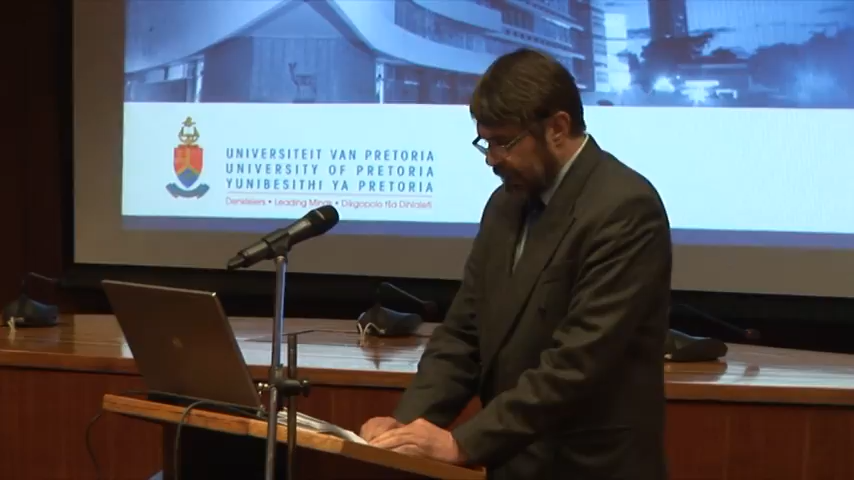 UNIVERSITEIT VAN PRETORIA
UNIVERSITY OF PRETORIA
YUNIBESITHI YA PRETORIA
Denkleiers • Leading Minds • Dikgopolo tša Dihlalefi